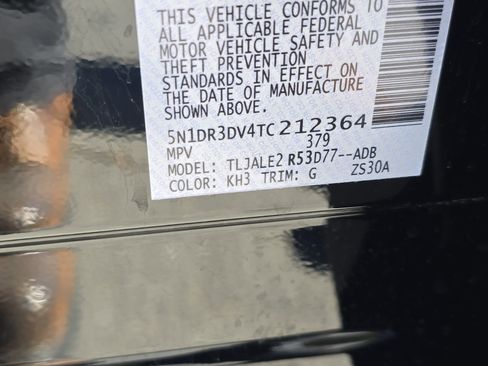 THIS VEHICLE CONFORMS TO
ALL APPLICABLE FEDERAL
MOTOR VEHICLE SAFETY AND
THEFT PREVENTION
STANDARDS IN EFFECT ON
THE DATE OF MANUFACTURE
SHOWN ABOVE.
5N1DR3DV4TC212364
MPV 379
MODEL: TLJALE2 R53D77--ADB
COLOR: KH3 TRIM: G ZS30A